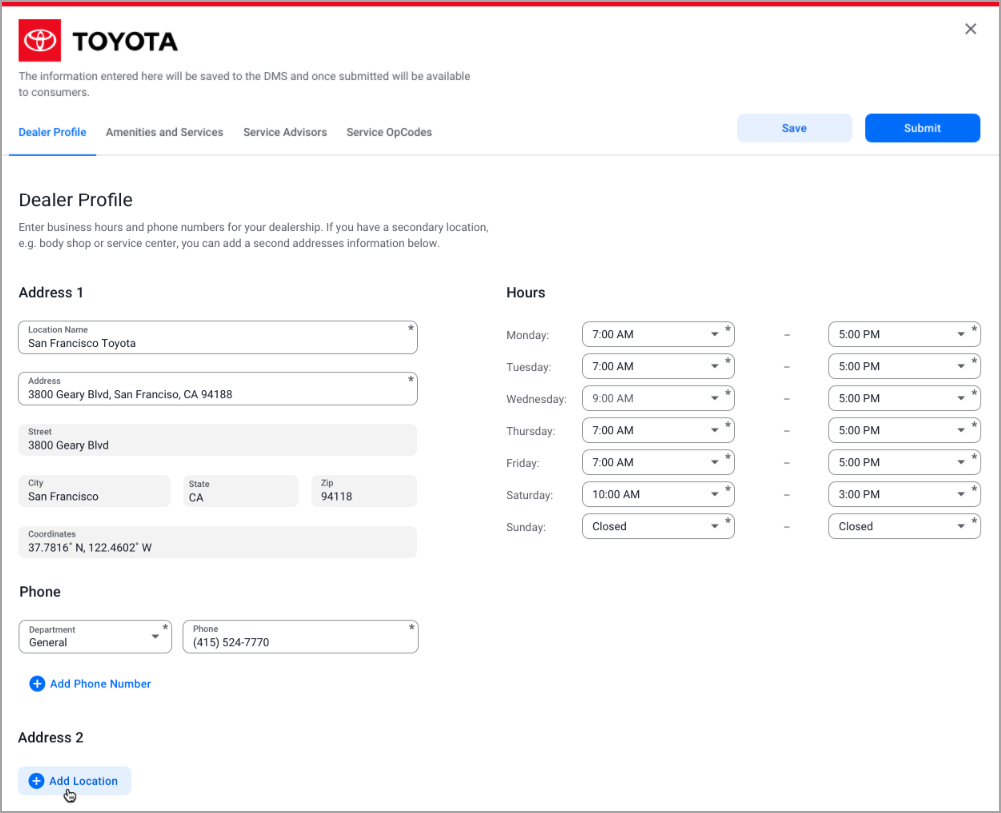 TOYOTA
The information entered here will be saved to the DMS and once submitted will be available
to consumers.
Dealer Profile Amenities and Services Service Advisors Service OpCodes Save Submit
Dealer Profile
Enter business hours and phone numbers for your dealership. If you have a secondary location,
e.g. body shop or service center, you can add a second addresses information below.
Address 1
Location Name *
San Francisco Toyota
Address *
3800 Geary Blvd, San Franciso, CA 94188
Street
3800 Geary Blvd
City
San Francisco
State
CA
Zip
94118
Coordinates
37.7816° N, 122.4602° W
Phone
Department *
General
Phone *
(415) 524-7770
Add Phone Number
Address 2
Add Location
Hours
Monday: 7:00 AM * – 5:00 PM *
Tuesday: 7:00 AM * – 5:00 PM *
Wednesday: 9:00 AM * – 5:00 PM *
Thursday: 7:00 AM * – 5:00 PM *
Friday: 7:00 AM * – 5:00 PM *
Saturday: 10:00 AM * – 3:00 PM *
Sunday: Closed * – Closed *